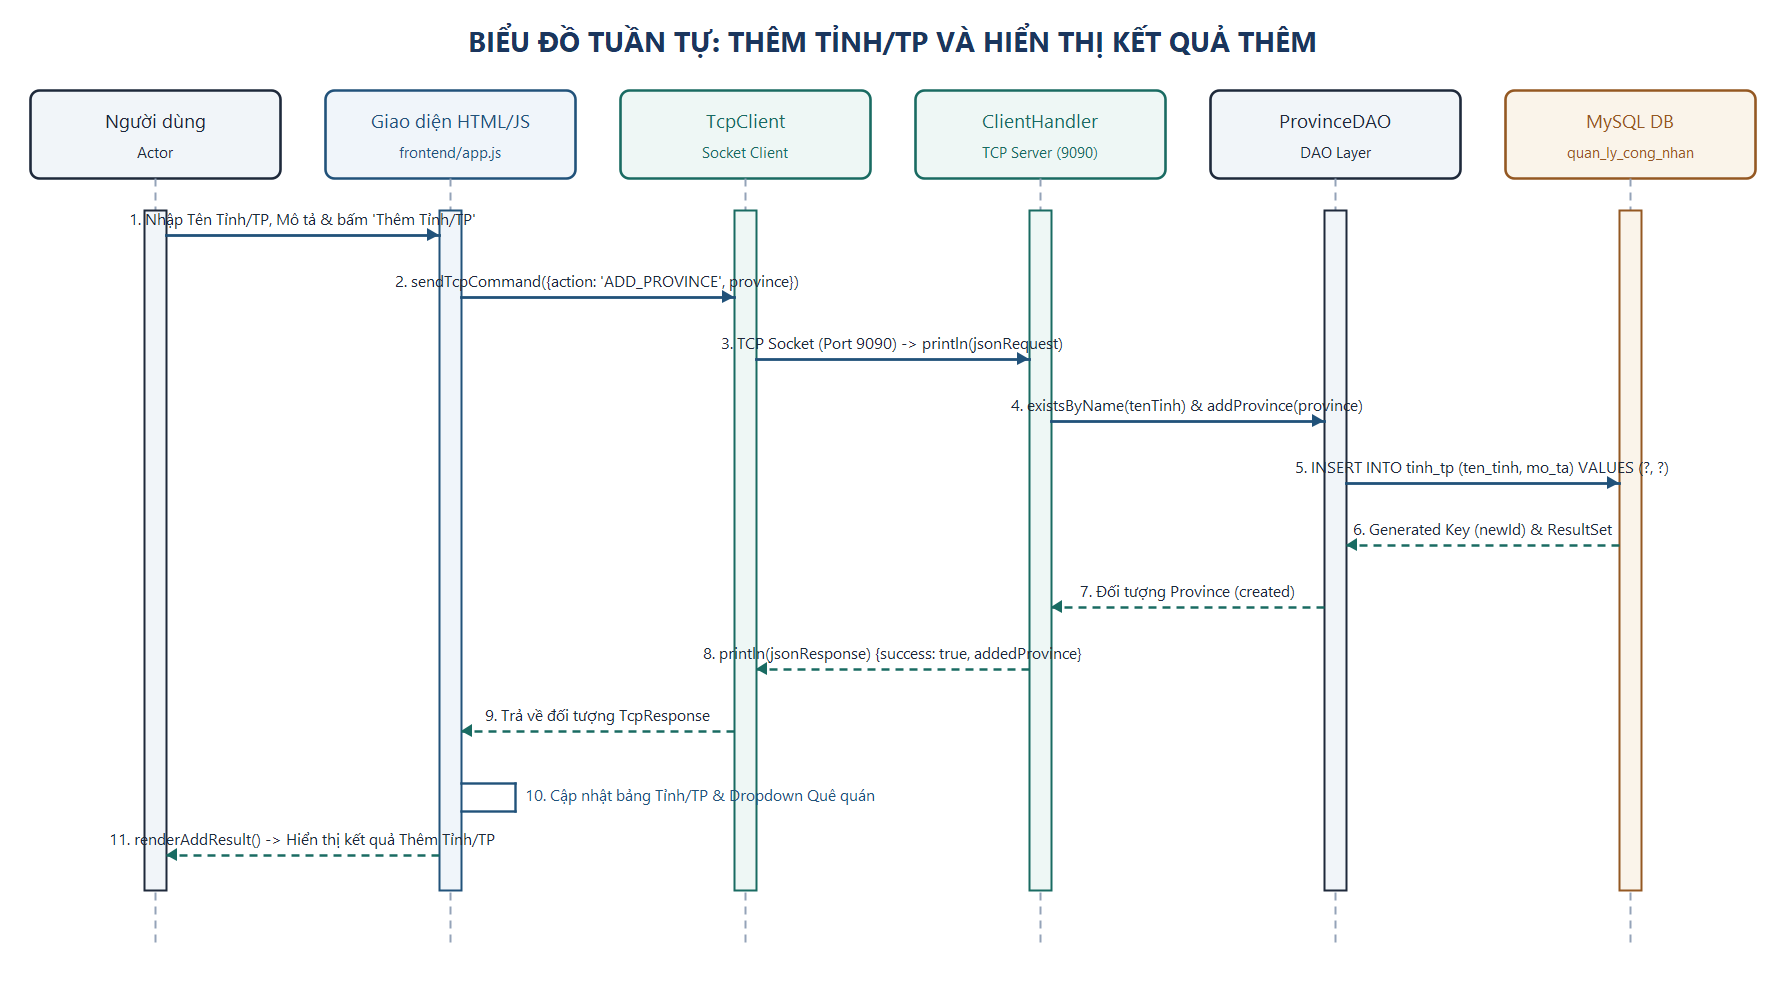 BIỂU ĐỒ TUẦN TỰ: THÊM TỈNH/TP VÀ HIỂN THỊ KẾT QUẢ THÊM
Người dùng
Actor
Giao diện HTML/JS
frontend/app.js
TcpClient
Socket Client
ClientHandler
TCP Server (9090)
ProvinceDAO
DAO Layer
MySQL DB
quan_ly_cong_nhan
1. Nhập Tên Tỉnh/TP, Mô tả & bấm 'Thêm Tỉnh/TP'
2. sendTcpCommand({action: 'ADD_PROVINCE', province})
3. TCP Socket (Port 9090) -> println(jsonRequest)
4. existsByName(tenTinh) & addProvince(province)
5. INSERT INTO tinh_tp (ten_tinh, mo_ta) VALUES (?, ?)
6. Generated Key (newId) & ResultSet
7. Đối tượng Province (created)
8. println(jsonResponse) {success: true, addedProvince}
9. Trả về đối tượng TcpResponse
10. Cập nhật bảng Tỉnh/TP & Dropdown Quê quán
11. renderAddResult() -> Hiển thị kết quả Thêm Tỉnh/TP